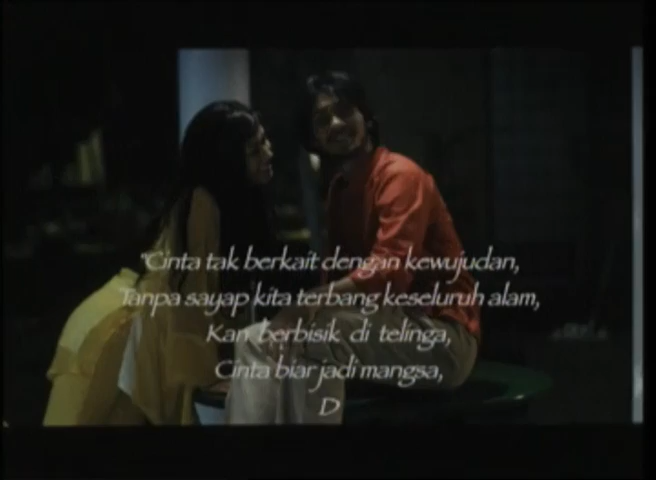 "Cinta tak berkait dengan kewujudan,
Tanpa sayap kita terbang keseluruh alam,
Kan berbisik di telinga,
Cinta biar jadi mangsa,
D